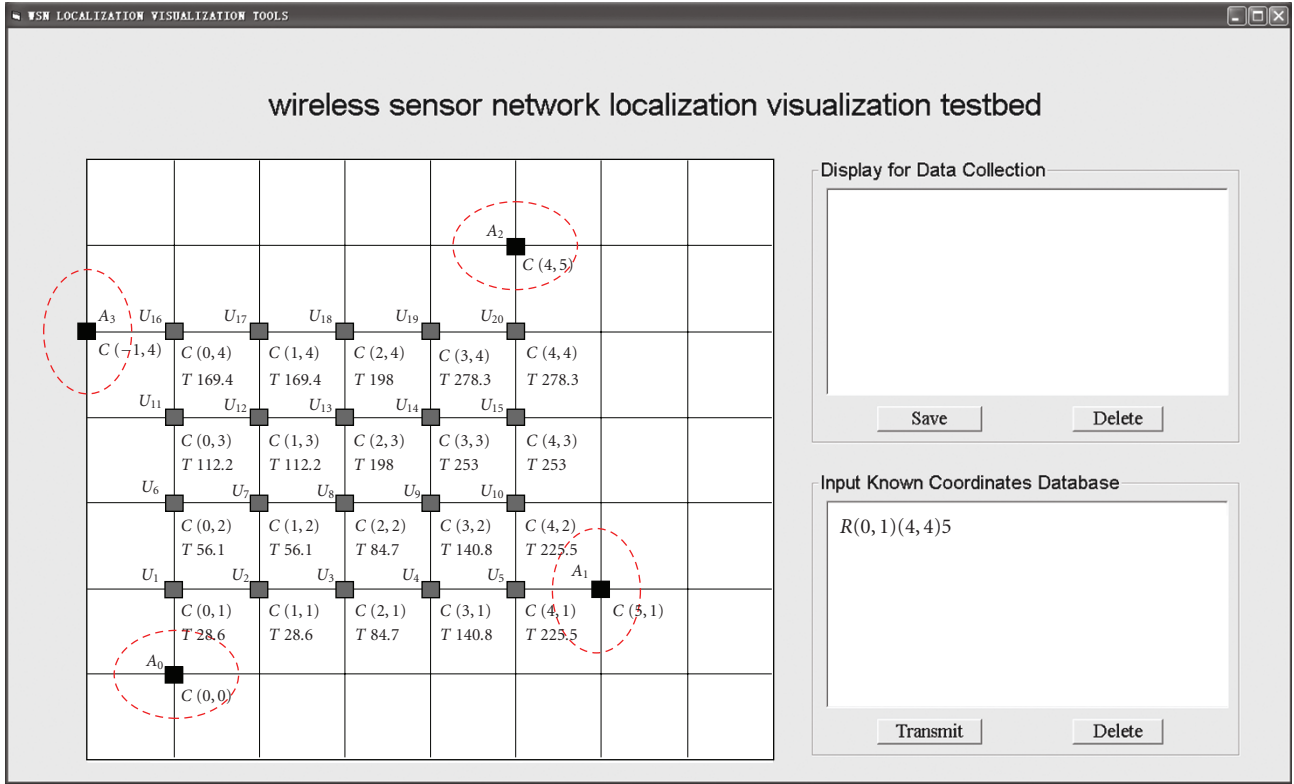 WSN LOCALIZATION VISUALIZATION TOOLS
wireless sensor network localization visualization testbed
A2
C (4, 5)
A3 U16 U17 U18 U19 U20
C (−1, 4) C (0, 4) C (1, 4) C (2, 4) C (3, 4) C (4, 4)
T 169.4 T 169.4 T 198 T 278.3 T 278.3
U11 U12 U13 U14 U15
C (0, 3) C (1, 3) C (2, 3) C (3, 3) C (4, 3)
T 112.2 T 112.2 T 198 T 253 T 253
U6 U7 U8 U9 U10
C (0, 2) C (1, 2) C (2, 2) C (3, 2) C (4, 2)
T 56.1 T 56.1 T 84.7 T 140.8 T 225.5
U1 U2 U3 U4 U5 A1
C (0, 1) C (1, 1) C (2, 1) C (3, 1) C (4, 1) C (5, 1)
T 28.6 T 28.6 T 84.7 T 140.8 T 225.5
A0
C (0, 0)
Display for Data Collection
Save Delete
Input Known Coordinates Database
R(0, 1)(4, 4)5
Transmit Delete